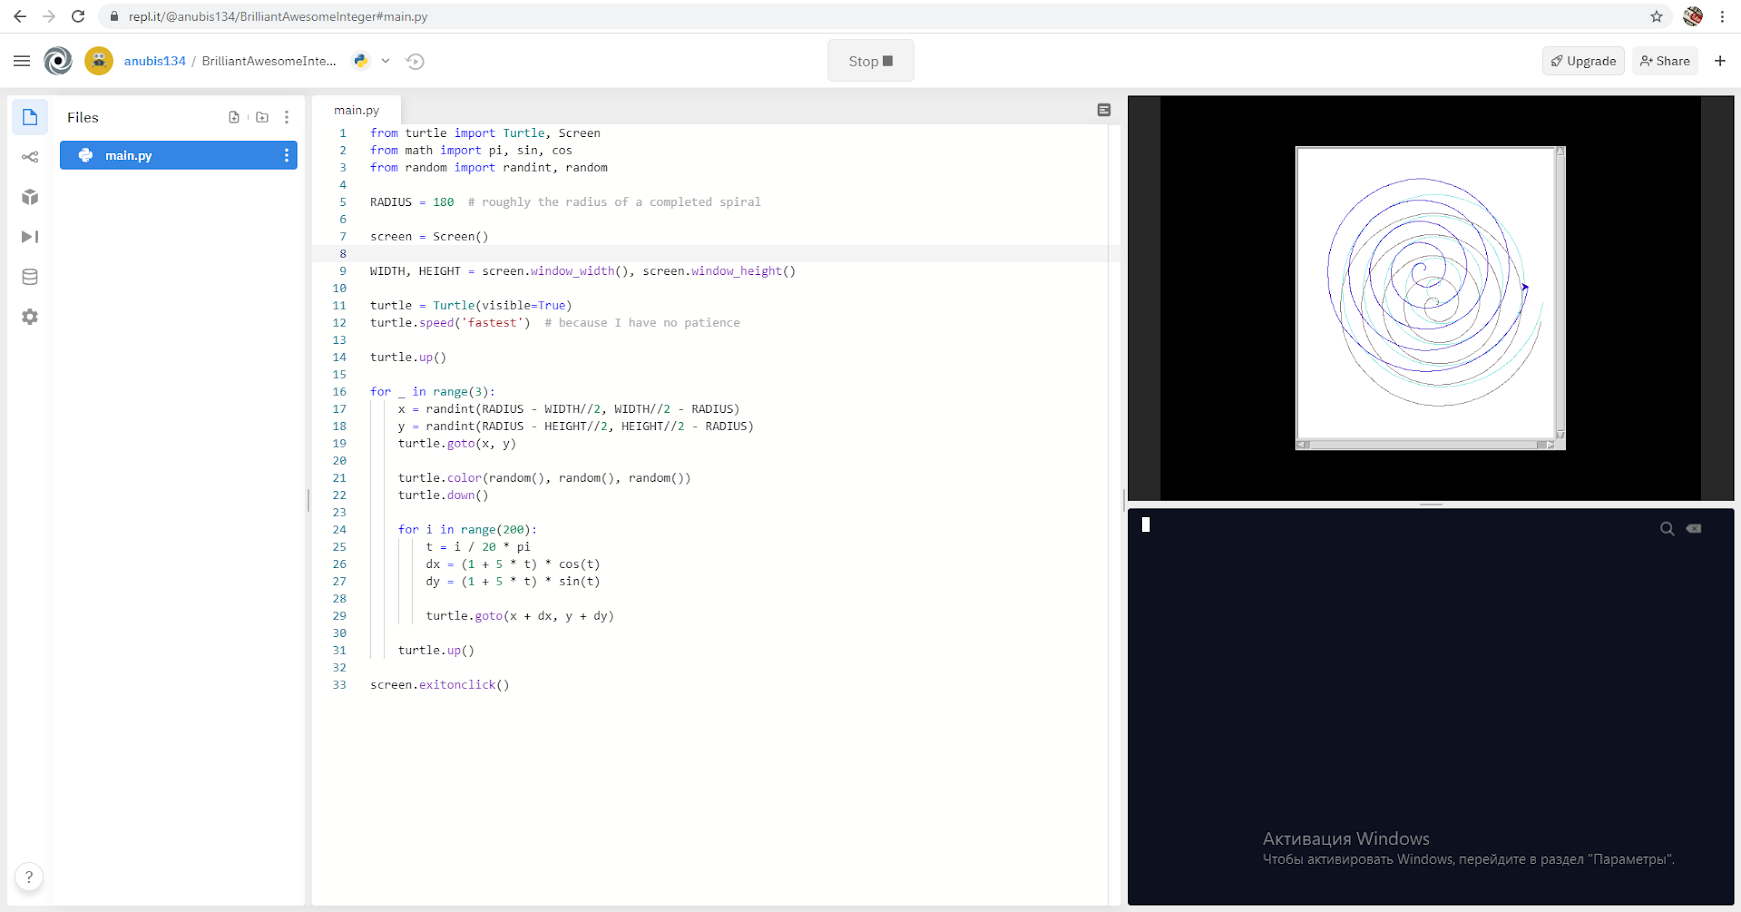 repl.it/@anubis134/BrilliantAwesomeInteger#main.py
anubis134 / BrilliantAwesomeInte...
Stop
Upgrade
Share
Files
main.py
main.py
1 from turtle import Turtle, Screen
2 from math import pi, sin, cos
3 from random import randint, random
4
5 RADIUS = 180  # roughly the radius of a completed spiral
6
7 screen = Screen()
8
9 WIDTH, HEIGHT = screen.window_width(), screen.window_height()
10
11 turtle = Turtle(visible=True)
12 turtle.speed('fastest')  # because I have no patience
13
14 turtle.up()
15
16 for _ in range(3):
17     x = randint(RADIUS - WIDTH//2, WIDTH//2 - RADIUS)
18     y = randint(RADIUS - HEIGHT//2, HEIGHT//2 - RADIUS)
19     turtle.goto(x, y)
20
21     turtle.color(random(), random(), random())
22     turtle.down()
23
24     for i in range(200):
25         t = i / 20 * pi
26         dx = (1 + 5 * t) * cos(t)
27         dy = (1 + 5 * t) * sin(t)
28
29         turtle.goto(x + dx, y + dy)
30
31     turtle.up()
32
33 screen.exitonclick()
Активация Windows
Чтобы активировать Windows, перейдите в раздел "Параметры".
?